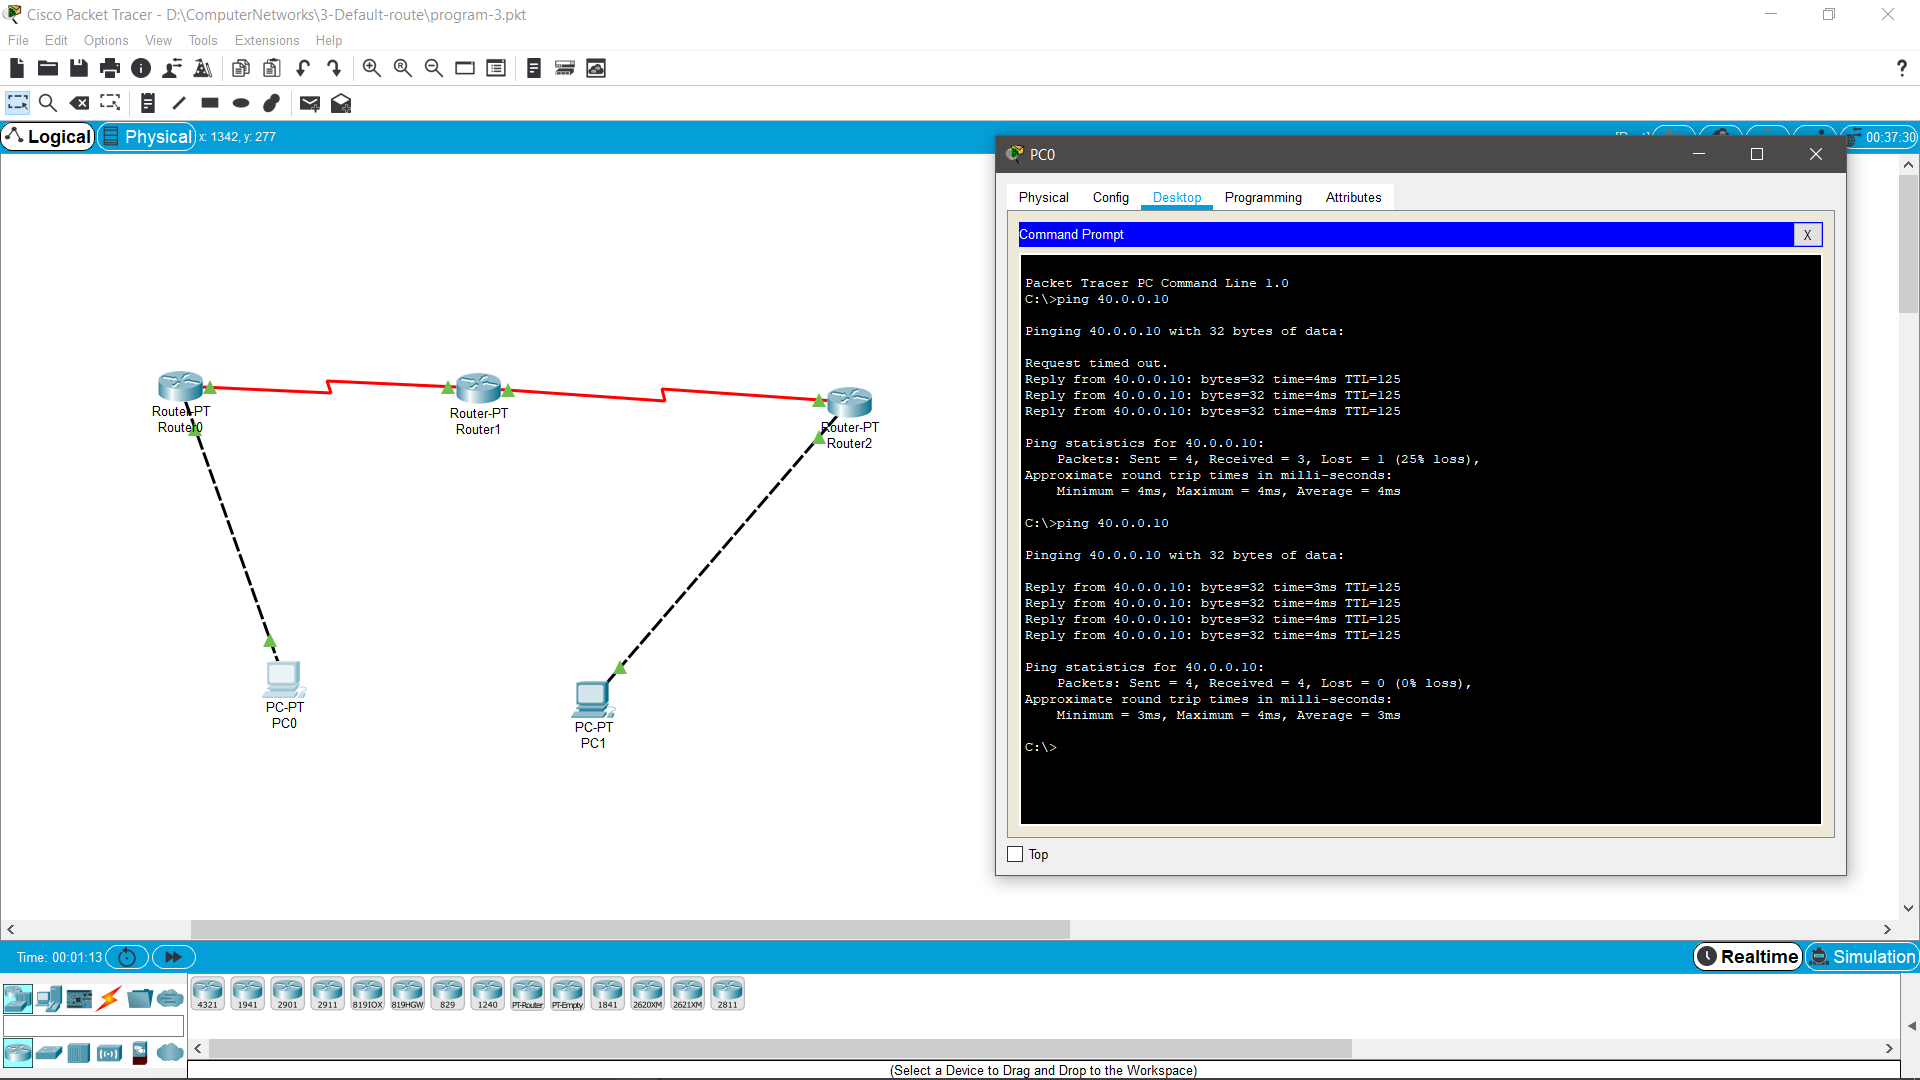 Cisco Packet Tracer - D:\ComputerNetworks\3-Default-route\program-3.pkt
File Edit Options View Tools Extensions Help
?
Logical Physical x: 1342, y: 277
00:37:30
PC0
Physical Config Desktop Programming Attributes
Command Prompt X
Packet Tracer PC Command Line 1.0
C:\>ping 40.0.0.10
Pinging 40.0.0.10 with 32 bytes of data:
Request timed out.
Reply from 40.0.0.10: bytes=32 time=4ms TTL=125
Reply from 40.0.0.10: bytes=32 time=4ms TTL=125
Reply from 40.0.0.10: bytes=32 time=4ms TTL=125
Ping statistics for 40.0.0.10:
Packets: Sent = 4, Received = 3, Lost = 1 (25% loss),
Approximate round trip times in milli-seconds:
Minimum = 4ms, Maximum = 4ms, Average = 4ms
C:\>ping 40.0.0.10
Pinging 40.0.0.10 with 32 bytes of data:
Reply from 40.0.0.10: bytes=32 time=3ms TTL=125
Reply from 40.0.0.10: bytes=32 time=4ms TTL=125
Reply from 40.0.0.10: bytes=32 time=4ms TTL=125
Reply from 40.0.0.10: bytes=32 time=4ms TTL=125
Ping statistics for 40.0.0.10:
Packets: Sent = 4, Received = 4, Lost = 0 (0% loss),
Approximate round trip times in milli-seconds:
Minimum = 3ms, Maximum = 4ms, Average = 3ms
C:\>
Top
Router-PT
Router0
Router-PT
Router1
Router-PT
Router2
PC-PT
PC0
PC-PT
PC1
Time: 00:01:13
Realtime Simulation
4321 1941 2901 2911 819IOX 819HGW 829 1240 PT-Router PT-Empty 1841 2620XM 2621XM 2811
(Select a Device to Drag and Drop to the Workspace)